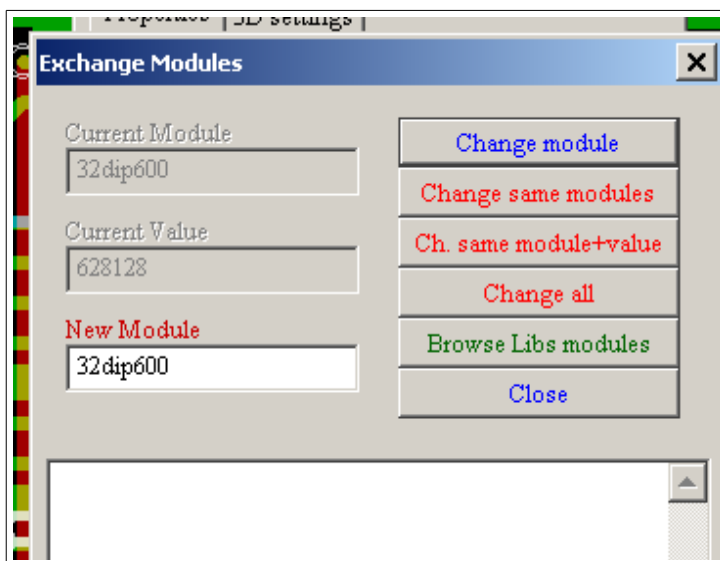 Properties 3D settings
Exchange Modules
Current Module
32dip600
Current Value
628128
New Module
32dip600
Change module
Change same modules
Ch. same module+value
Change all
Browse Libs modules
Close